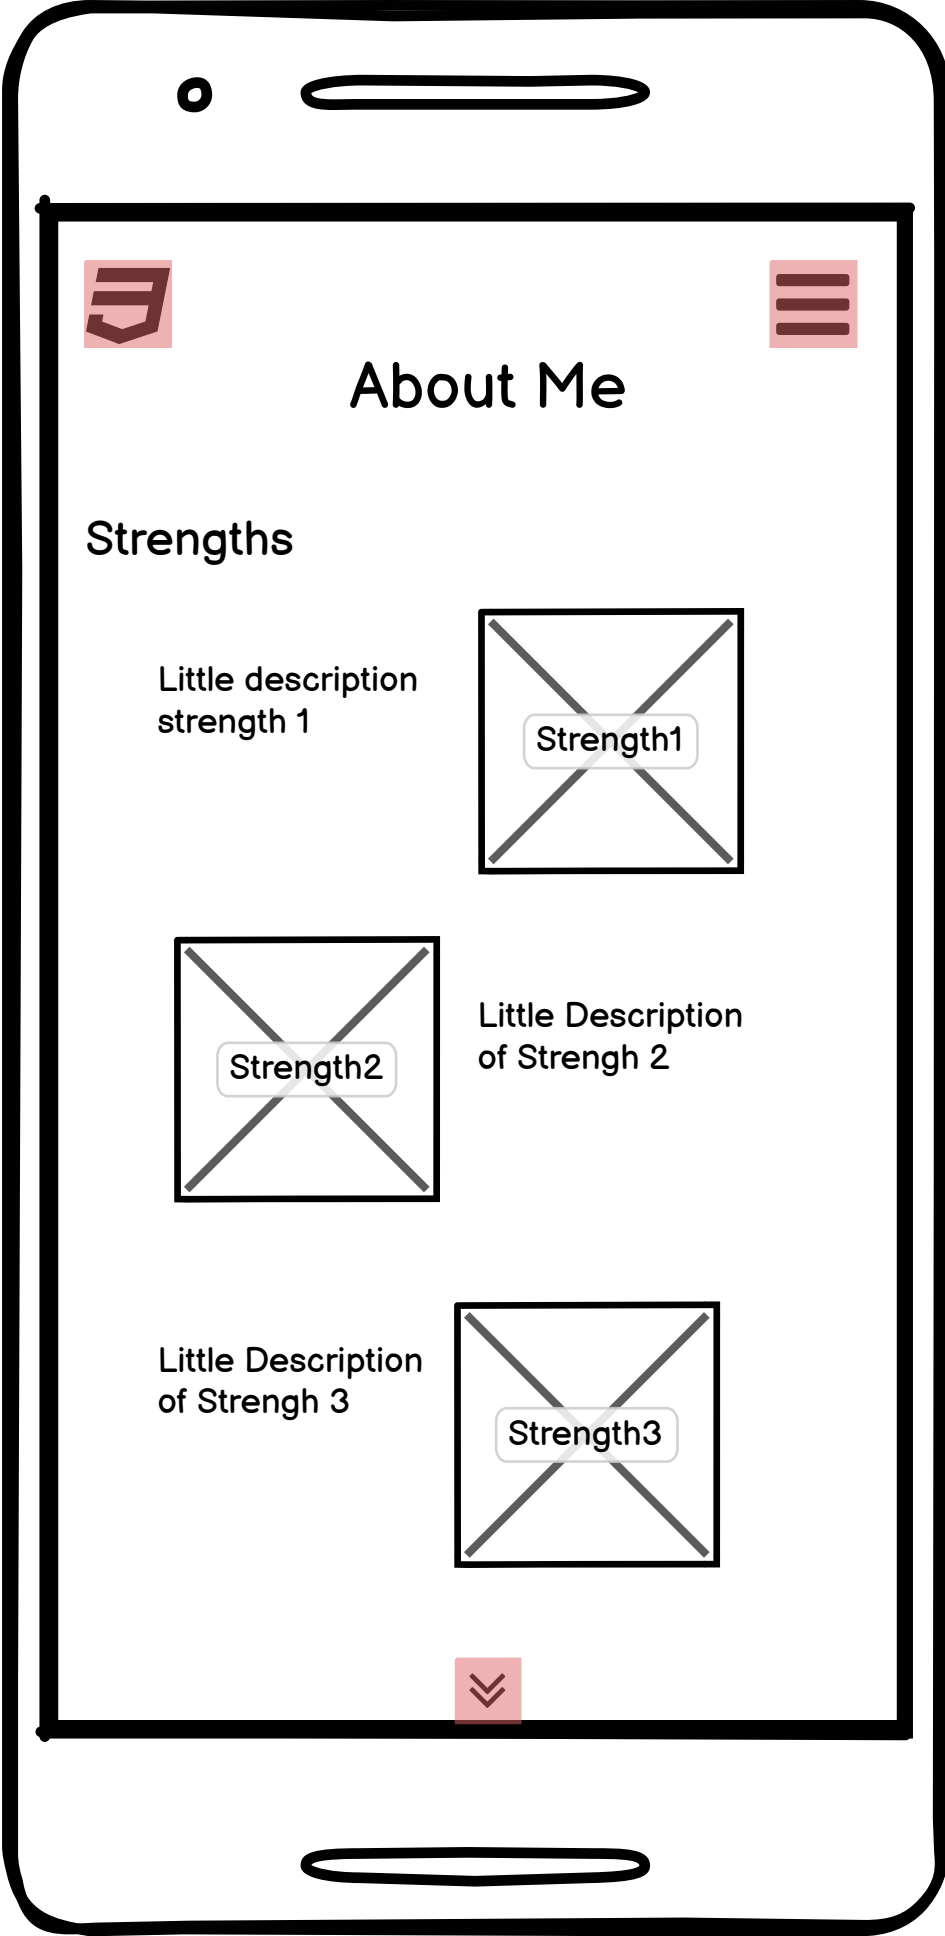 About Me
Strengths
Little description
strength 1
Strength1
Strength2
Little Description
of Strengh 2
Little Description
of Strengh 3
Strength3